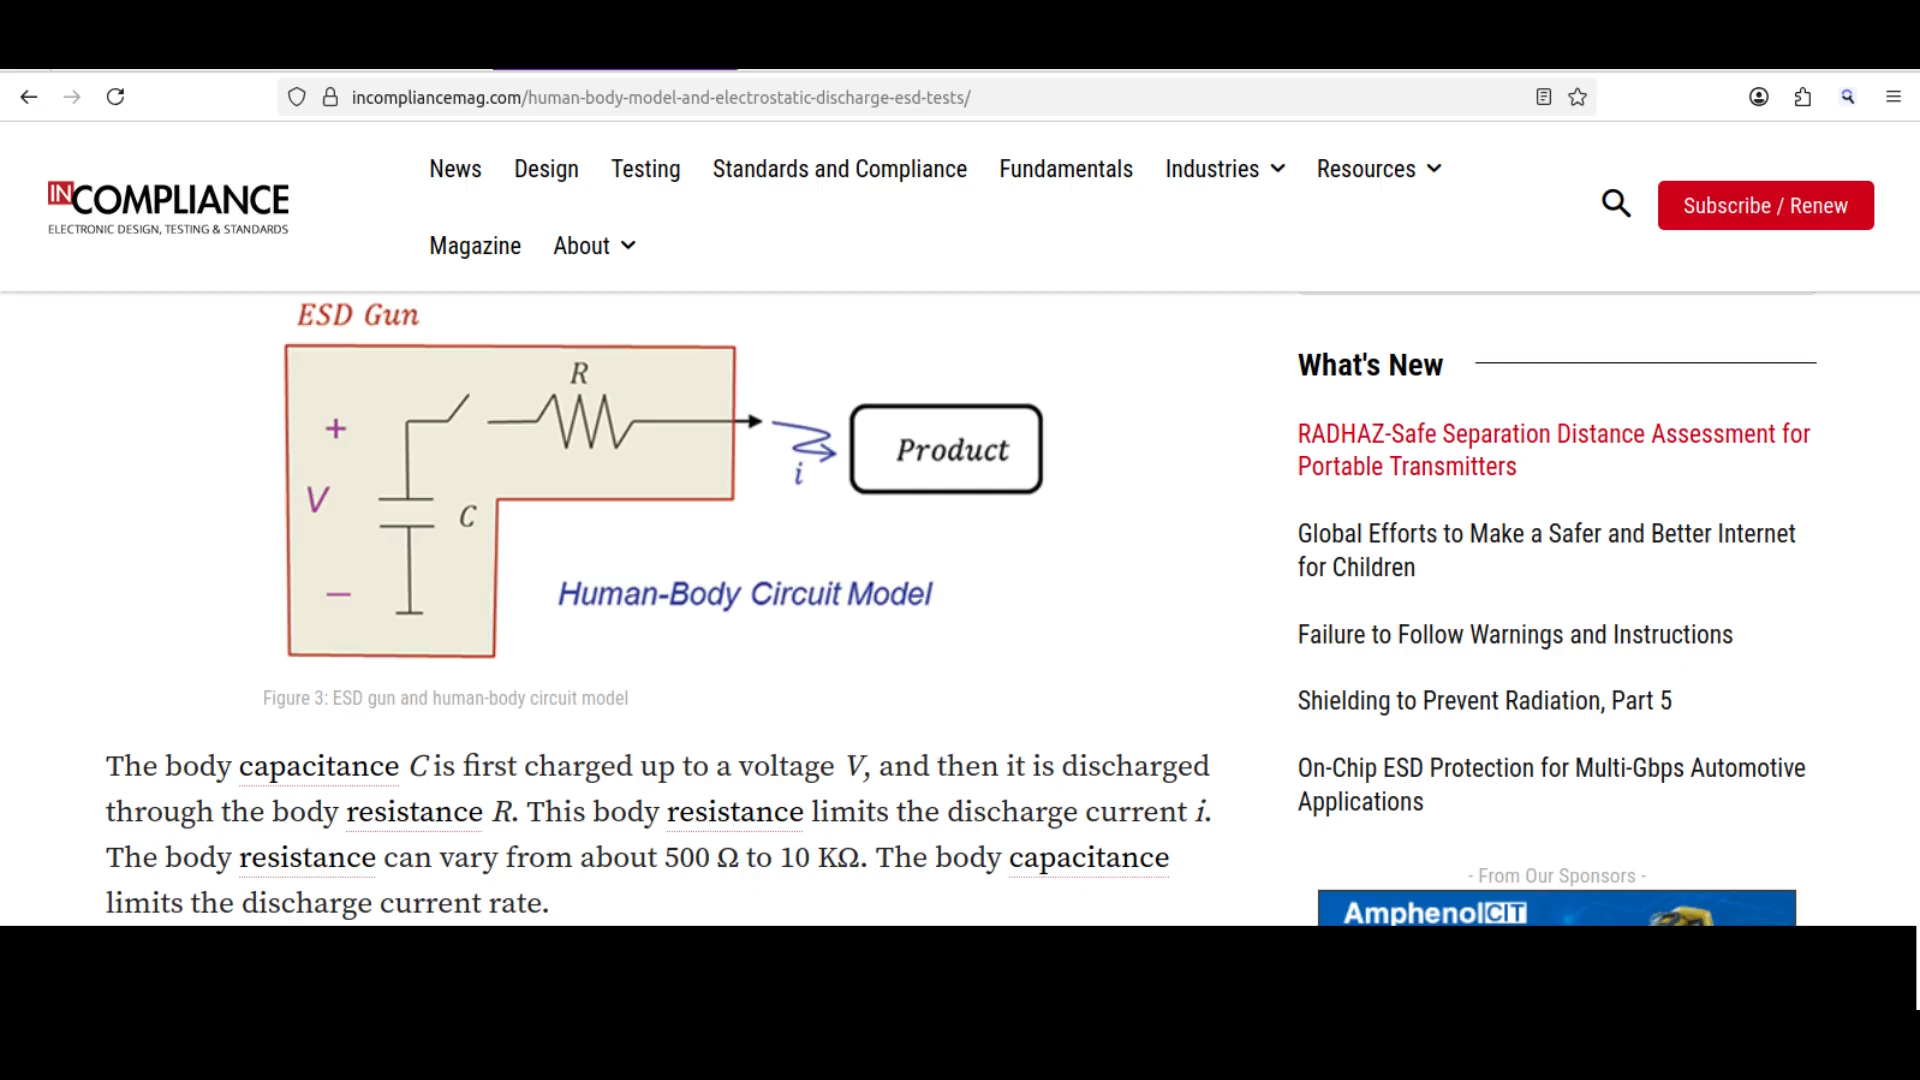 incompliancemag.com/human-body-model-and-electrostatic-discharge-esd-tests/
INCOMPLIANCE
ELECTRONIC DESIGN, TESTING & STANDARDS
News Design Testing Standards and Compliance Fundamentals Industries Resources
Magazine About
Subscribe / Renew
ESD Gun
R
+
V
C
−
i
Product
Human-Body Circuit Model
Figure 3: ESD gun and human-body circuit model
The body capacitance C is first charged up to a voltage V, and then it is discharged
through the body resistance R. This body resistance limits the discharge current i.
The body resistance can vary from about 500 Ω to 10 KΩ. The body capacitance
limits the discharge current rate.
What's New
RADHAZ-Safe Separation Distance Assessment for
Portable Transmitters
Global Efforts to Make a Safer and Better Internet
for Children
Failure to Follow Warnings and Instructions
Shielding to Prevent Radiation, Part 5
On-Chip ESD Protection for Multi-Gbps Automotive
Applications
- From Our Sponsors -
Amphenol CIT